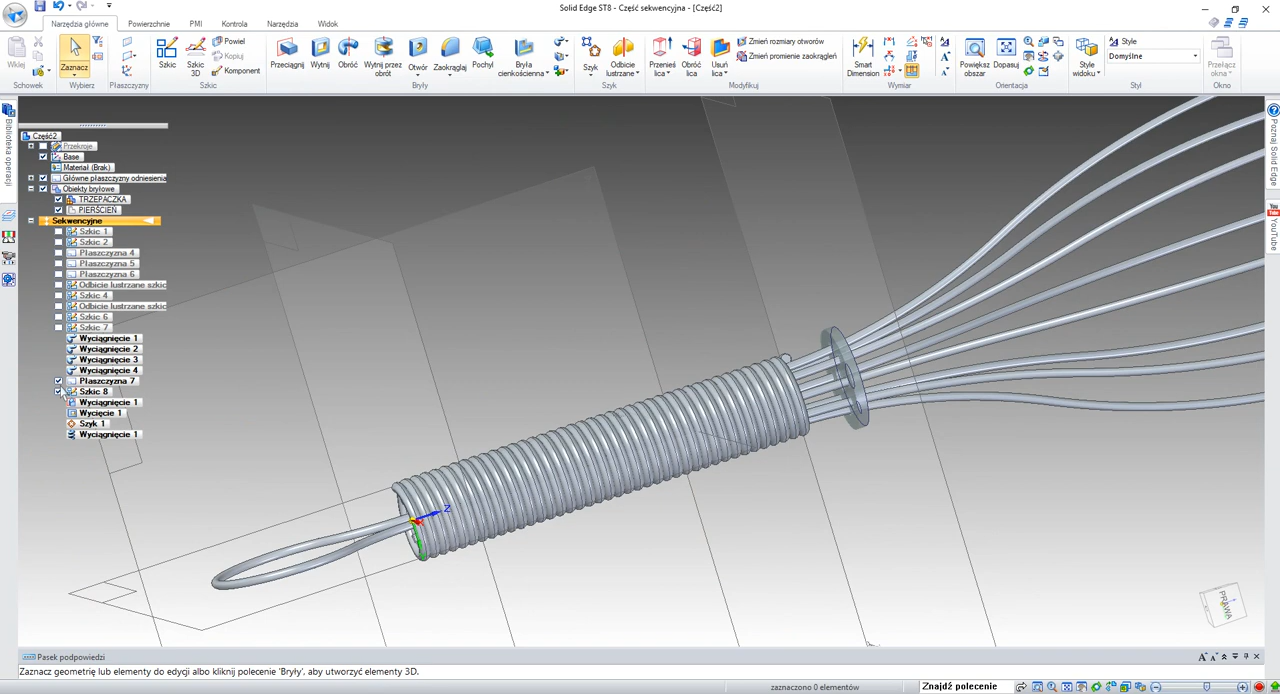 Solid Edge ST8 - Część sekwencyjna - [Część2]
Narzędzia główne Powierzchnie PMI Kontrola Narzędzia Widok
Wklej
Schowek
Zaznacz
Wybierz
Płaszczyzny
Szkic
Szkic 3D
Powiel
Kopiuj
Komponent
Szkic
Przeciągnij
Wytnij
Obróć
Wytnij przez obrót
Otwór
Zaokrąglaj
Pochyl
Bryła cienkościenna
Bryły
Szyk
Odbicie lustrzane
Szyk
Przenieś lica
Obróć lica
Usuń lica
Zmień rozmiary otworów
Zmień promienie zaokrągleń
Modyfikuj
Smart Dimension
Wymiar
Powiększ obszar
Dopasuj
Orientacja
Style widoku
Style
Domyślne
Styl
Przełącz okna
Okno
Biblioteka operacji
Część2
Przekroje
Base
Materiał (Brak)
Główne płaszczyzny odniesienia
Obiekty bryłowe
TRZEPACZKA
PIERŚCIEŃ
Sekwencyjne
Szkic 1
Szkic 2
Płaszczyzna 4
Płaszczyzna 5
Płaszczyzna 6
Odbicie lustrzane szkic
Szkic 4
Odbicie lustrzane szkic
Szkic 6
Szkic 7
Wyciągnięcie 1
Wyciągnięcie 2
Wyciągnięcie 3
Wyciągnięcie 4
Płaszczyzna 7
Szkic 8
Wyciągnięcie 1
Wycięcie 1
Szyk 1
Wyciągnięcie 1
Z
PRAWA
Poznaj Solid Edge
You Tube
YouTube
Pasek podpowiedzi
Zaznacz geometrię lub elementy do edycji albo kliknij polecenie 'Bryły', aby utworzyć elementy 3D.
zaznaczono 0 elementów
Znajdź polecenie